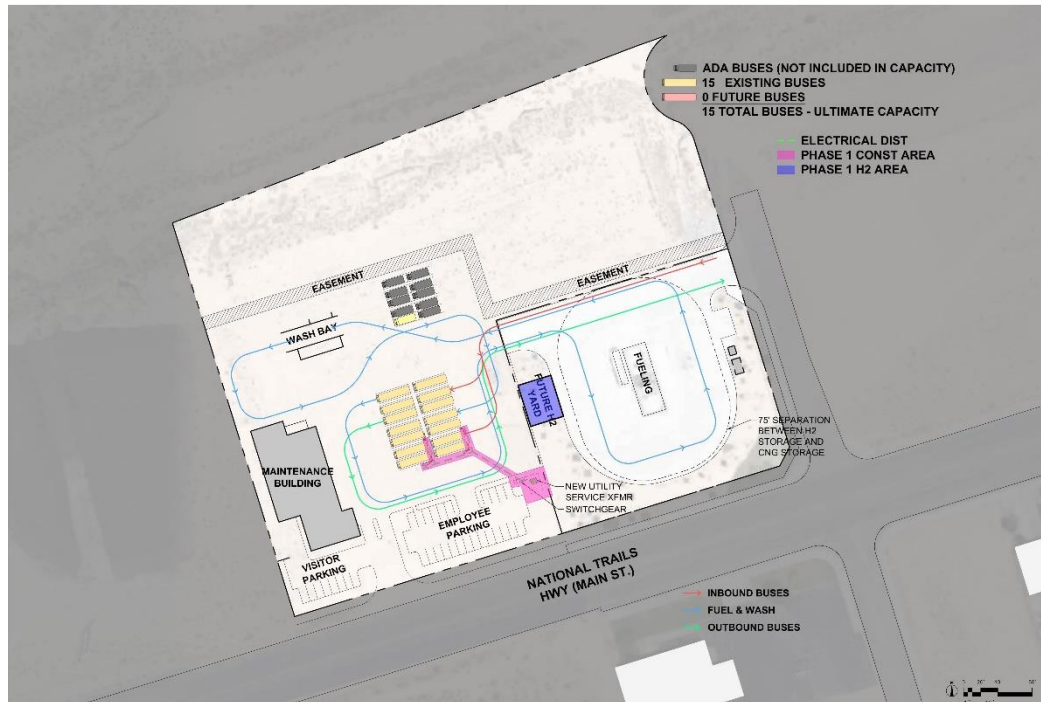 ADA BUSES (NOT INCLUDED IN CAPACITY)
15 EXISTING BUSES
0 FUTURE BUSES
15 TOTAL BUSES - ULTIMATE CAPACITY
ELECTRICAL DIST
PHASE 1 CONST AREA
PHASE 1 H2 AREA
EASEMENT
EASEMENT
WASH BAY
FUELING
FUTURE H2
YARD
75' SEPARATION
BETWEEN H2
STORAGE AND
CNG STORAGE
MAINTENANCE
BUILDING
NEW UTILITY
SERVICE XFMR
SWITCHGEAR
EMPLOYEE
PARKING
VISITOR
PARKING
NATIONAL TRAILS
HWY (MAIN ST.)
INBOUND BUSES
FUEL & WASH
OUTBOUND BUSES